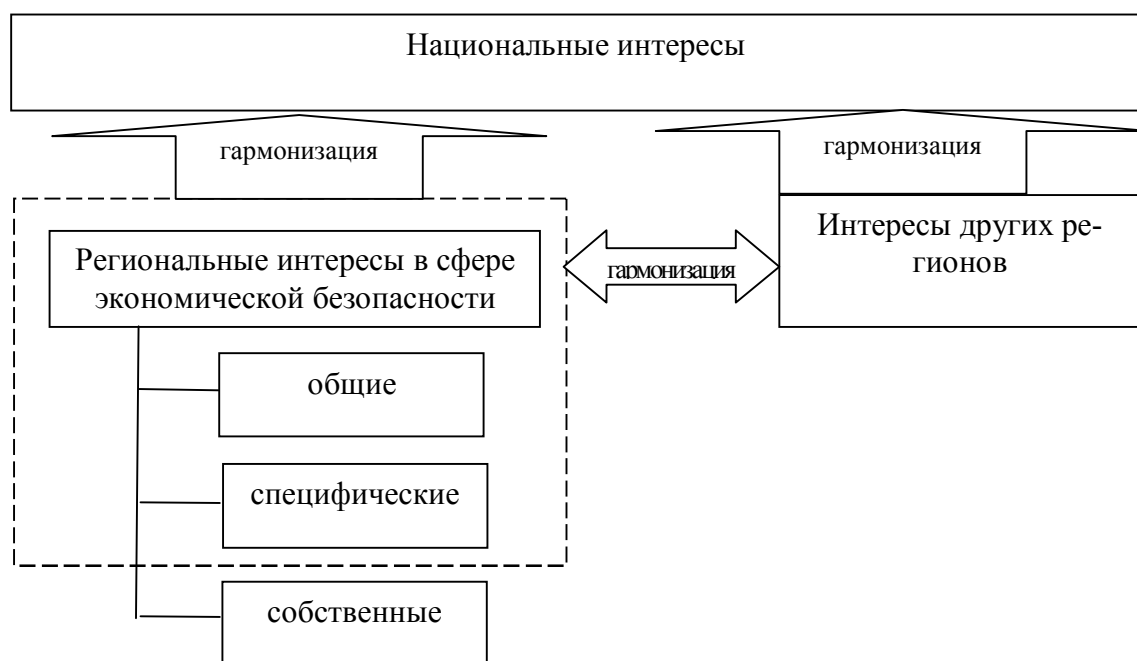 Национальные интересы
гармонизация
гармонизация
Региональные интересы в сфере
экономической безопасности
гармонизация
Интересы других ре-
гионов
общие
специфические
собственные